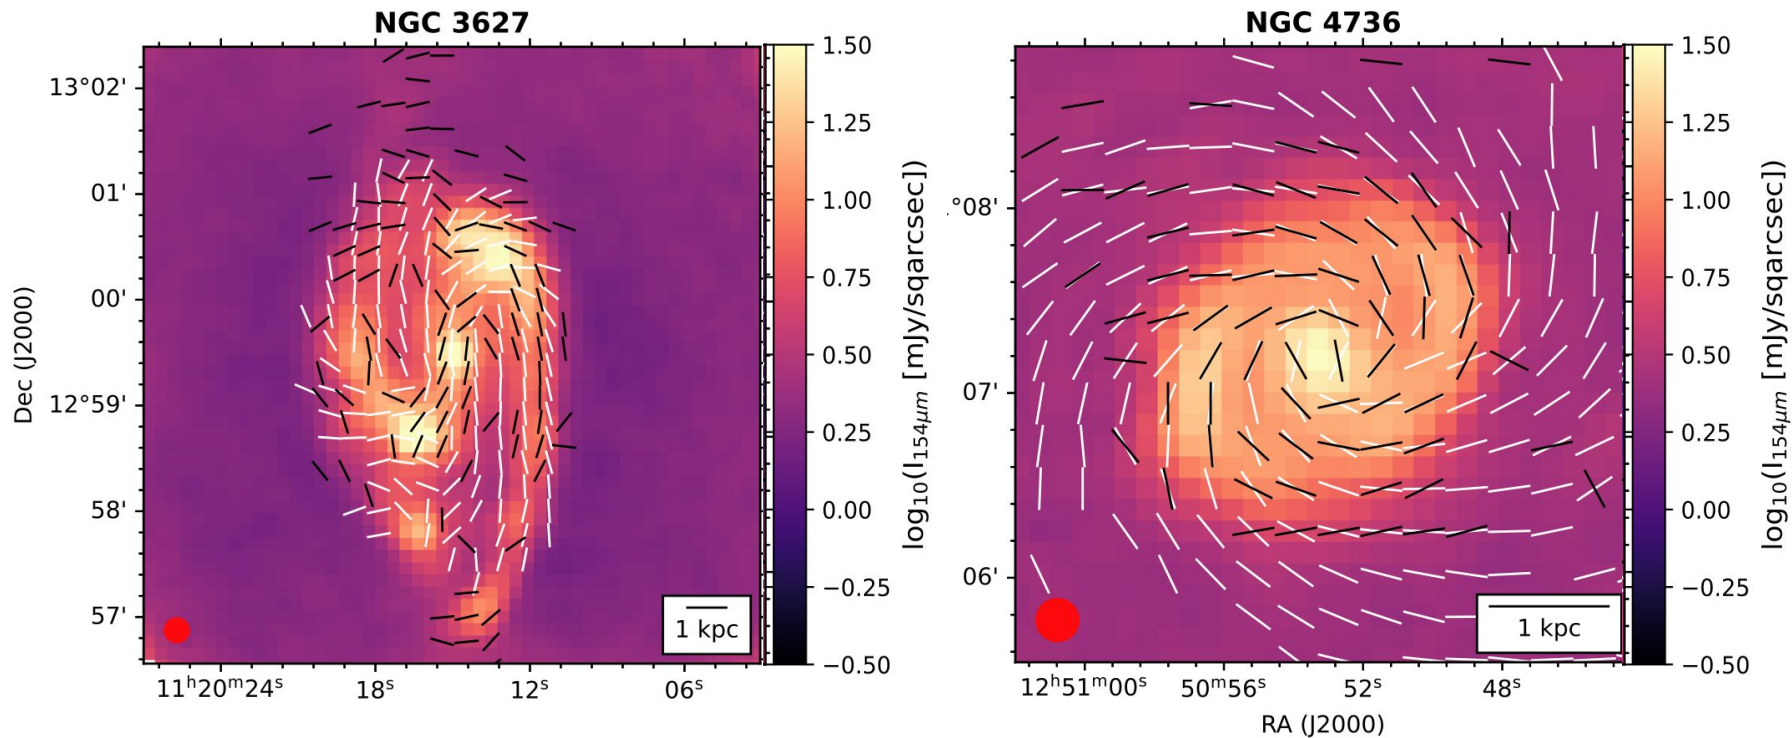 NGC 3627
NGC 4736
13°02'
01'
00'
12°59'
58'
57'
Dec (J2000)
11ʰ20ᵐ24ˢ
18ˢ
12ˢ
06ˢ
1 kpc
1.50
1.25
1.00
0.75
0.50
0.25
0.00
−0.25
−0.50
log₁₀(I₁₅₄μm [mJy/sqarcsec])
°08'
07'
06'
12ʰ51ᵐ00ˢ
50ᵐ56ˢ
52ˢ
48ˢ
RA (J2000)
1 kpc
1.50
1.25
1.00
0.75
0.50
0.25
0.00
−0.25
−0.50
log₁₀(I₁₅₄μm [mJy/sqarcsec])